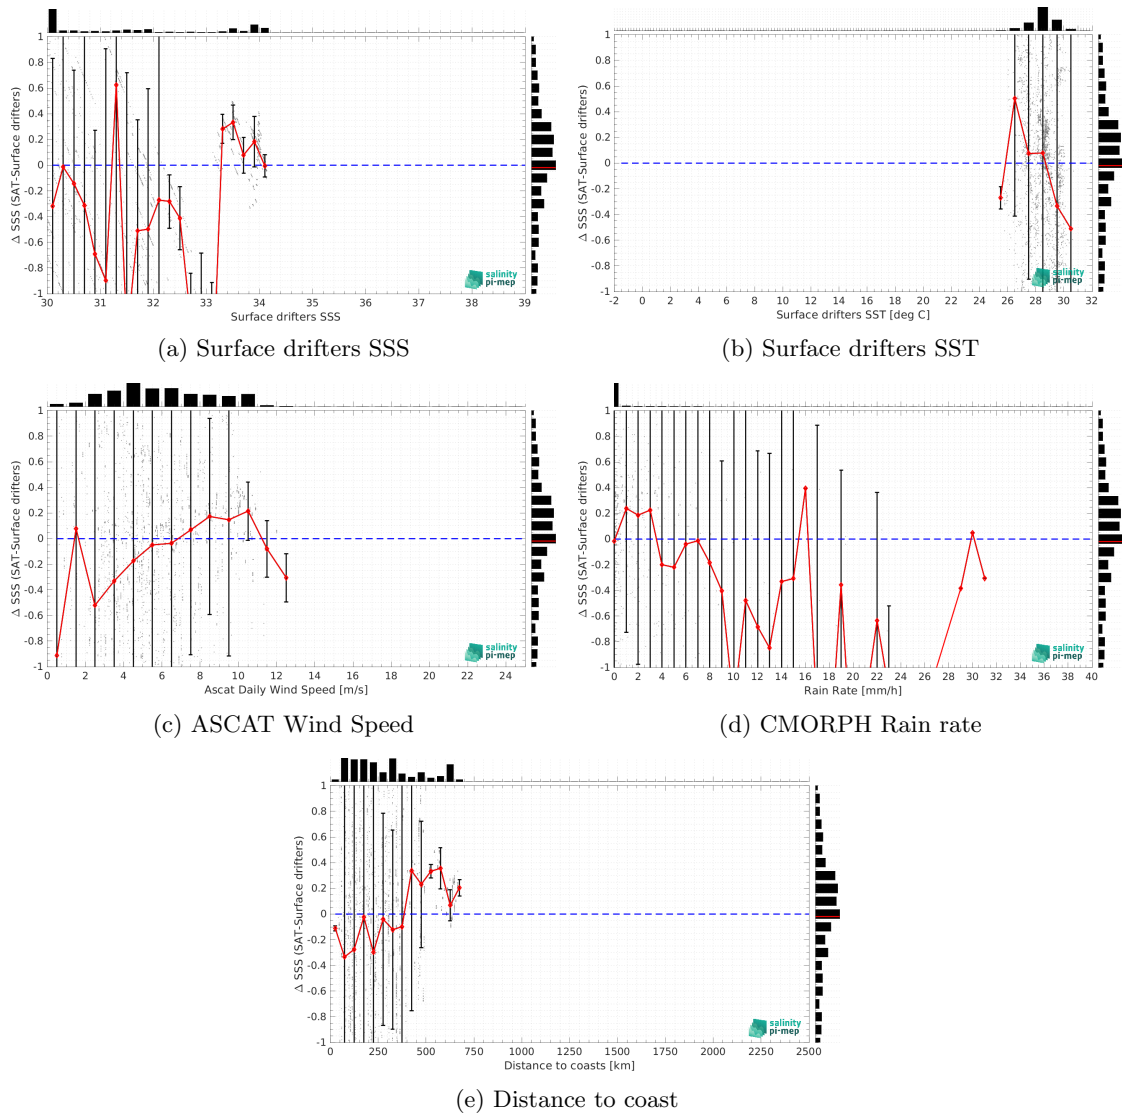 Δ SSS (SAT-Surface drifters)
1
0.8
0.6
0.4
0.2
0
-0.2
-0.4
-0.6
-0.8
-1
30 31 32 33 34 35 36 37 38 39
Surface drifters SSS
salinity
pi-mep
(a) Surface drifters SSS
Δ SSS (SAT-Surface drifters)
1
0.8
0.6
0.4
0.2
0
-0.2
-0.4
-0.6
-0.8
-1
-2 0 2 4 6 8 10 12 14 16 18 20 22 24 26 28 30 32
Surface drifters SST [deg C]
salinity
pi-mep
(b) Surface drifters SST
Δ SSS (SAT-Surface drifters)
1
0.8
0.6
0.4
0.2
0
-0.2
-0.4
-0.6
-0.8
-1
0 2 4 6 8 10 12 14 16 18 20 22 24
Ascat Daily Wind Speed [m/s]
salinity
pi-mep
(c) ASCAT Wind Speed
Δ SSS (SAT-Surface drifters)
1
0.8
0.6
0.4
0.2
0
-0.2
-0.4
-0.6
-0.8
-1
0 2 4 6 8 10 12 14 16 18 20 22 24 26 28 30 32 34 36 38 40
Rain Rate [mm/h]
salinity
pi-mep
(d) CMORPH Rain rate
Δ SSS (SAT-Surface drifters)
1
0.8
0.6
0.4
0.2
0
-0.2
-0.4
-0.6
-0.8
-1
0 250 500 750 1000 1250 1500 1750 2000 2250 2500
Distance to coasts [km]
salinity
pi-mep
(e) Distance to coast